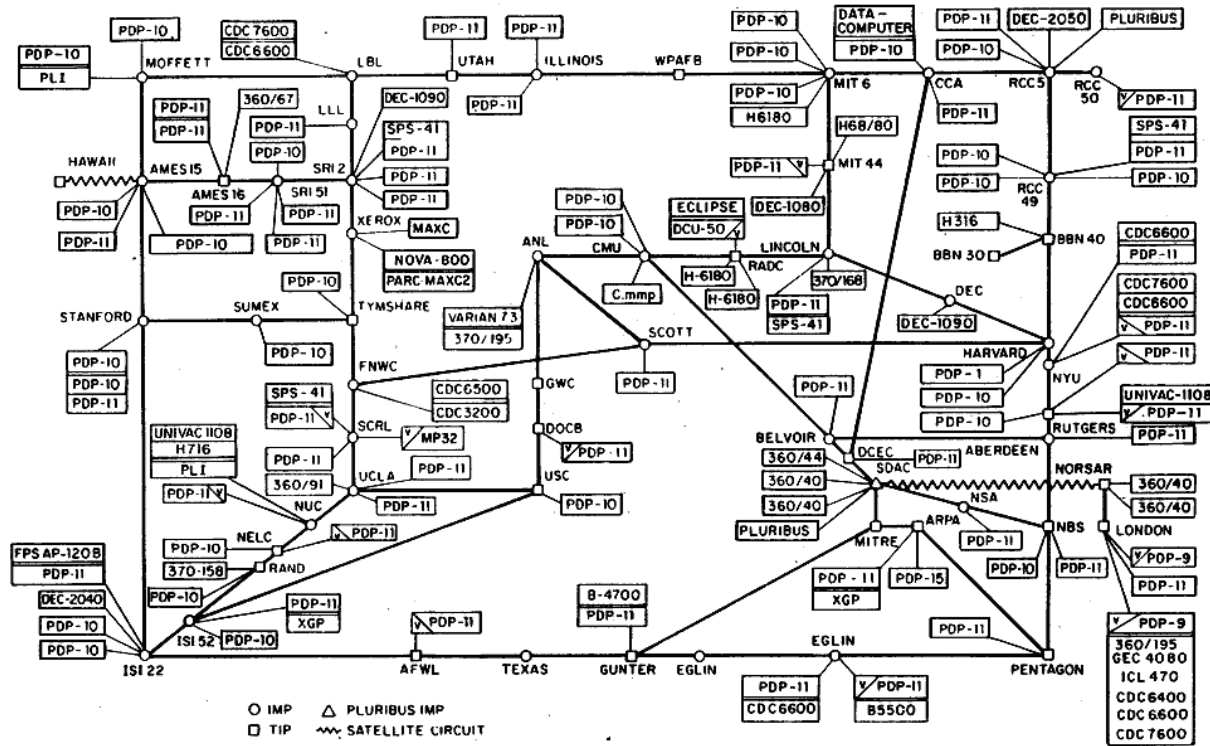 PDP-10
CDC 7600
CDC 6600
PDP-11
PDP-11
PDP-10
DATA-
COMPUTER
PDP-10
PDP-11
DEC-2050
PLURIBUS
PDP-10
PLI
MOFFETT
LBL
UTAH
ILLINOIS
WPAFB
PDP-10
PDP-10
PDP-10
H6180
MIT 6
CCA
RCC 5
RCC
50
PDP-11
PDP-11
V PDP-11
PDP-11
PDP-11
360/67
LLL
PDP-11
DEC-1090
SPS-41
PDP-11
PDP-11
PDP-11
H68/80
MIT 44
PDP-11 V
DEC-1080
SPS-41
PDP-11
PDP-10
PDP-10
PDP-10
RCC
49
HAWAII
AMES 15
AMES 16
PDP-10
SRI 51
SRI 2
PDP-10
PDP-11
PDP-10
PDP-11
PDP-11
PDP-11
XEROX
MAXC
NOVA-800
PARC-MAXC2
PDP-10
PDP-10
CMU
C.mmp
ECLIPSE
DCU-50 V
RADC
H-6180
H-6180
LINCOLN
370/168
PDP-11
SPS-41
H316
BBN 30
BBN 40
CDC6600
PDP-11
CDC7600
CDC6600
V PDP-11
V PDP-11
ANL
VARIAN 73
370/195
DEC
DEC-1090
STANFORD
SUMEX
PDP-10
TYMSHARE
PDP-10
PDP-10
PDP-10
PDP-11
FNWC
SCOTT
PDP-11
HARVARD
PDP-1
PDP-10
NYU
PDP-10
UNIVAC-1108
V PDP-11
RUTGERS
PDP-11
GWC
CDC6500
CDC3200
SPS-41
PDP-11 V
SCRL
V MP32
DOCB
V PDP-11
PDP-11
BELVOIR
DCEC
PDP-11
ABERDEEN
UNIVAC 1108
H716
PLI
PDP-11 V
PDP-11
360/91
UCLA
PDP-11
PDP-11
USC
PDP-10
360/44
360/40
360/40
PLURIBUS
SDAC
NSA
PDP-11
NORSAR
360/40
360/40
NUC
NELC
PDP-10
V PDP-11
370-158
RAND
PDP-10
MITRE
ARPA
PDP-11
XGP
PDP-15
NBS
PDP-10
PDP-11
LONDON
V PDP-9
PDP-11
V PDP-9
360/195
GEC 4080
ICL 470
CDC6400
CDC6600
CDC7600
FPS AP-120B
PDP-11
DEC-2040
PDP-10
PDP-10
ISI 22
ISI 52
PDP-11
XGP
PDP-10
V PDP-11
AFWL
TEXAS
B-4700
PDP-11
GUNTER
EGLIN
EGLIN
PDP-11
CDC6600
V PDP-11
B5500
PDP-11
PENTAGON
IMP
PLURIBUS IMP
TIP
SATELLITE CIRCUIT